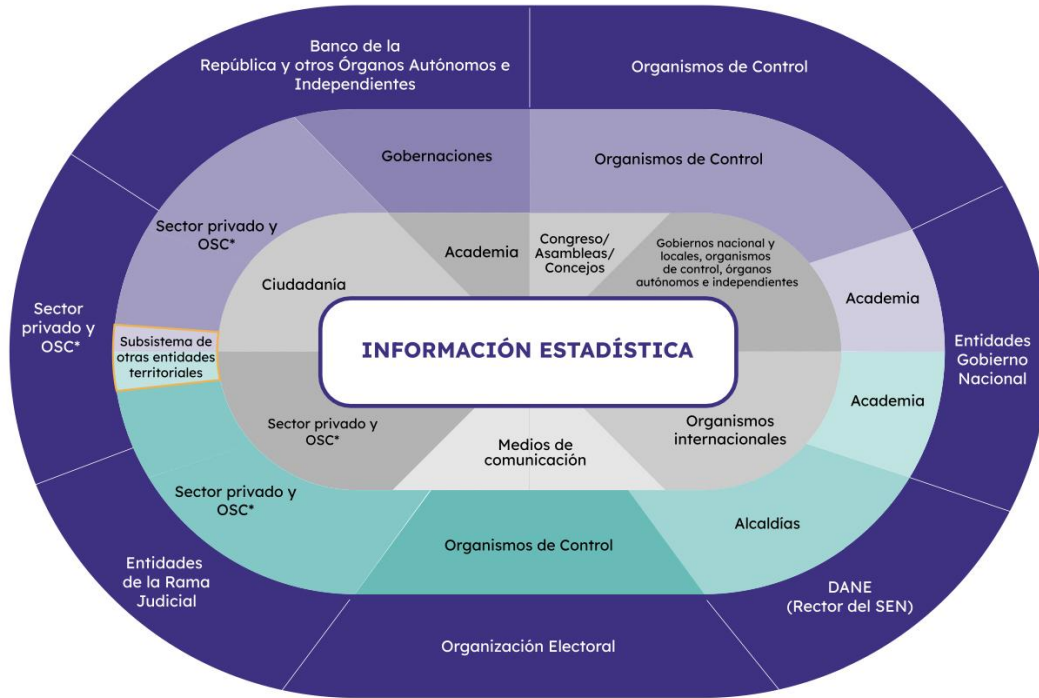 Banco de la
República y otros Órganos Autónomos e
Independientes
Organismos de Control
Gobernaciones
Organismos de Control
Sector privado y
OSC*
Academia
Congreso/
Asambleas/
Concejos
Gobiernos nacional y
locales, organismos
de control, órganos
autónomos e independientes
Ciudadanía
Academia
Sector
privado y
OSC*
Subsistema de
otras entidades
territoriales
INFORMACIÓN ESTADÍSTICA
Entidades
Gobierno
Nacional
Academia
Sector privado y
OSC*
Medios de
comunicación
Organismos
internacionales
Sector privado y
OSC*
Organismos de Control
Alcaldías
Entidades
de la Rama
Judicial
Organización Electoral
DANE
(Rector del SEN)